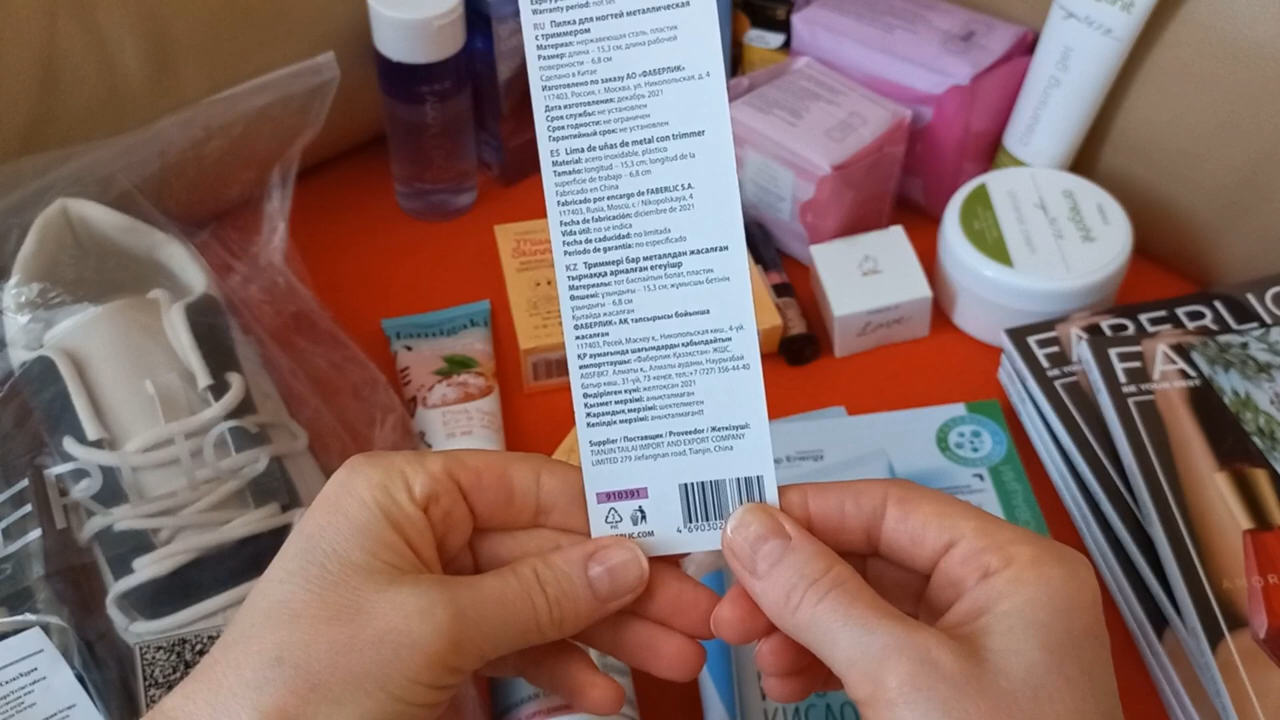 Warranty period: not set
RU Пилка для ногтей металлическая
с триммером
Материал: нержавеющая сталь, пластик
Размер: длина – 15,3 см; длина рабочей
поверхности – 6,8 см
Сделано в Китае
Изготовлено по заказу АО «ФАБЕРЛИК»
117403, Россия, г. Москва, ул. Никопольская, д. 4
Дата изготовления: декабрь 2021
Срок службы: не установлен
Срок годности: не ограничен
Гарантийный срок: не установлен
ES Lima de uñas de metal con trimmer
Material: acero inoxidable, plástico
Tamaño: longitud – 15,3 cm; longitud de la
superficie de trabajo – 6,8 cm
Fabricado en China
Fabricado por encargo de FABERLIC S.A.
117403, Rusia, Moscú, c / Nikopolskaya, 4
Fecha de fabricación: diciembre de 2021
Vida útil: no se indica
Fecha de caducidad: no limitada
Periodo de garantía: no especificado
KZ Триммері бар металлдан жасалған
тырнаққа арналған егеуішр
Материалы: тот баспайтын болат, пластик
Өлшемі: ұзындығы – 15,3 см; жұмысшы бетінің
ұзындығы – 6,8 см
Қытайда жасалған
ФАБЕРЛИК» АҚ тапсырысы бойынша
жасалған
117403, Ресей, Мәскеу қ., Никопольская көш., 4-үй.
ҚР аумағында шағымдарды қабылдайтын
импорттаушы: «Фаберлик-Қазақстан» ЖШС,
A05F8K7, Алматы қ., Алмалы ауданы, Наурызбай
батыр көш., 31-үй, 73-кеңсе, тел.:+7 (727) 356-44-40
Өндірілген күні: желтоқсан 2021
Қызмет мерзімі: анықталмаған
Жарамдық мерзімі: шектелмеген
Кепілдік мерзімі: анықталмағантt
Supplier / Поставщик / Proveedor / Жеткізуші:
TIANJIN TAILAI IMPORT AND EXPORT COMPANY
LIMITED 279 Jiefangnan road, Tianjin, China
910391
4 690302
cleansing gel
Love
Pink
FABERLIC
FA
BE YOUR BEST